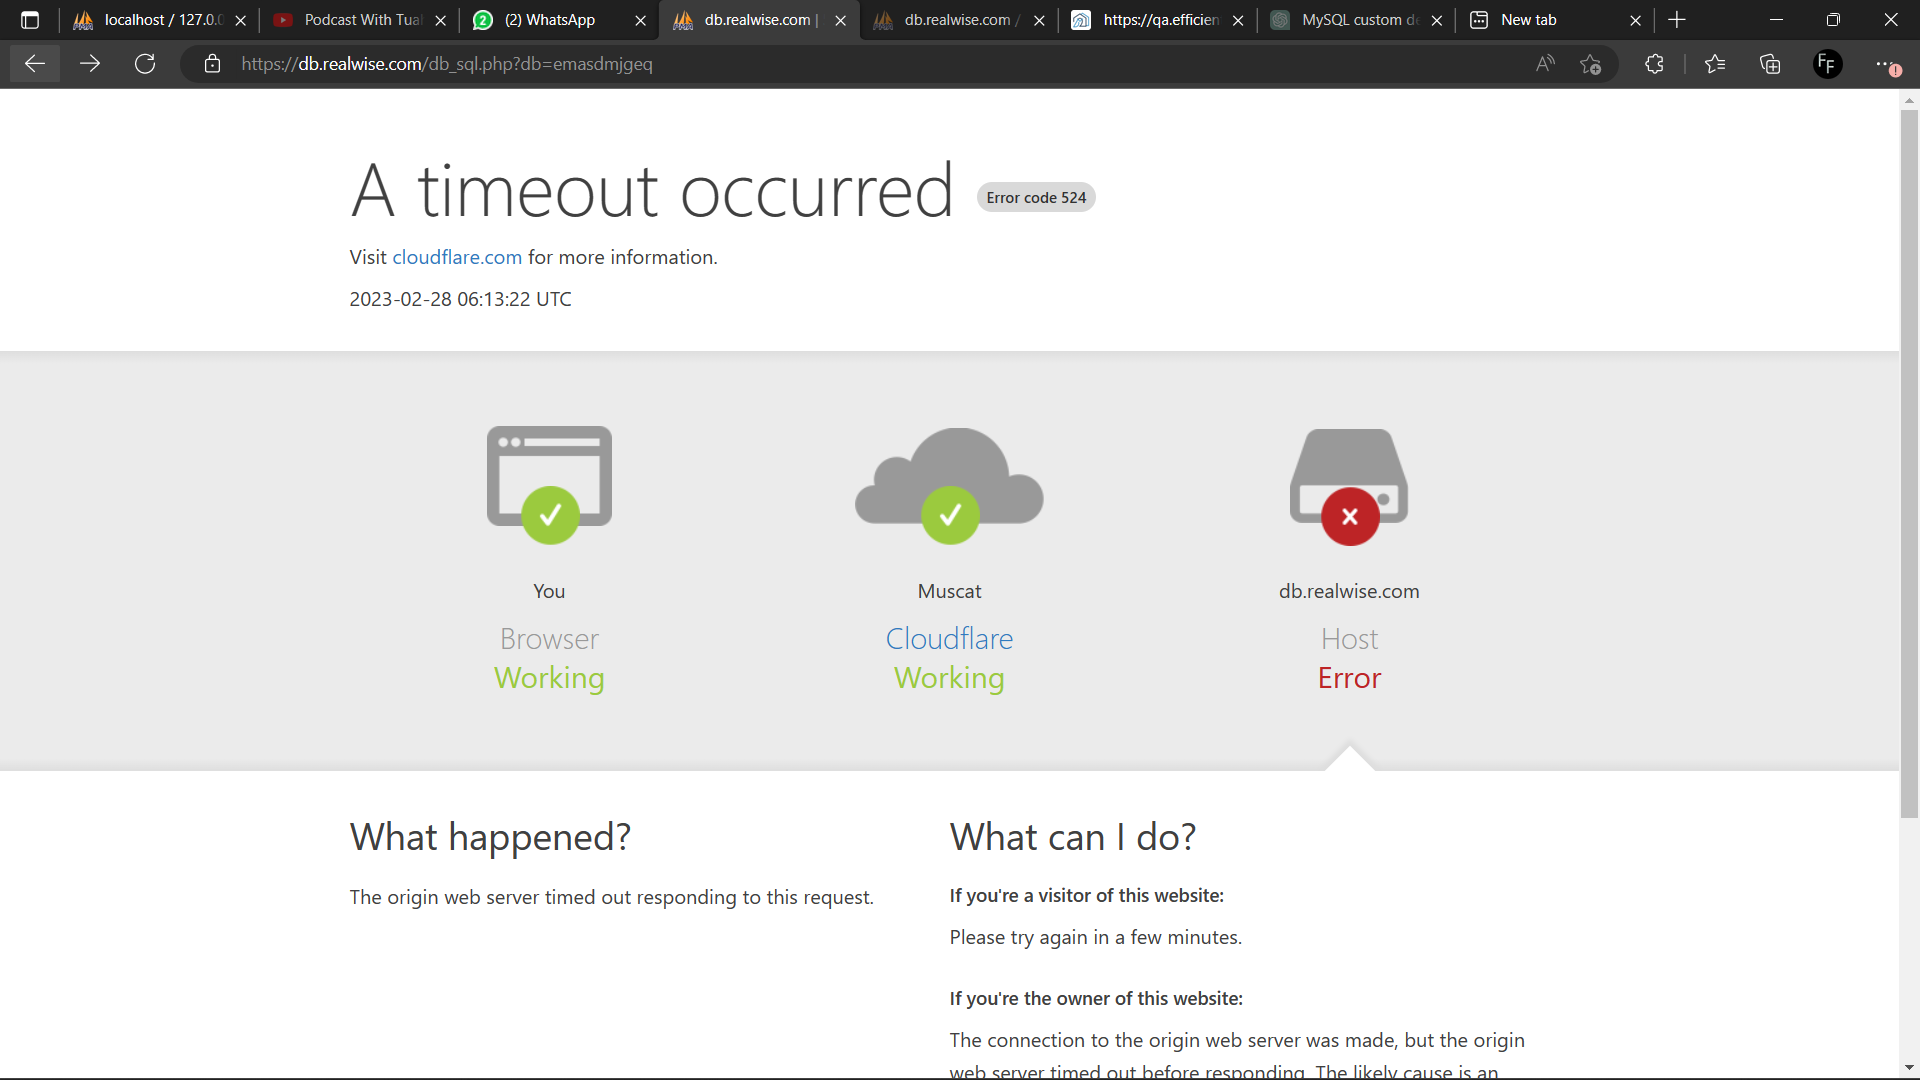 localhost / 127.0.0
Podcast With Tual
(2) WhatsApp
db.realwise.com |
db.realwise.com /
https://qa.efficien
MySQL custom de
New tab
https://db.realwise.com/db_sql.php?db=emasdmjgeq
FF
A timeout occurred Error code 524
Visit cloudflare.com for more information.
2023-02-28 06:13:22 UTC
You
Browser
Working
Muscat
Cloudflare
Working
db.realwise.com
Host
Error
What happened?
The origin web server timed out responding to this request.
What can I do?
If you're a visitor of this website:
Please try again in a few minutes.
If you're the owner of this website:
The connection to the origin web server was made, but the origin
web server timed out before responding. The likely cause is an